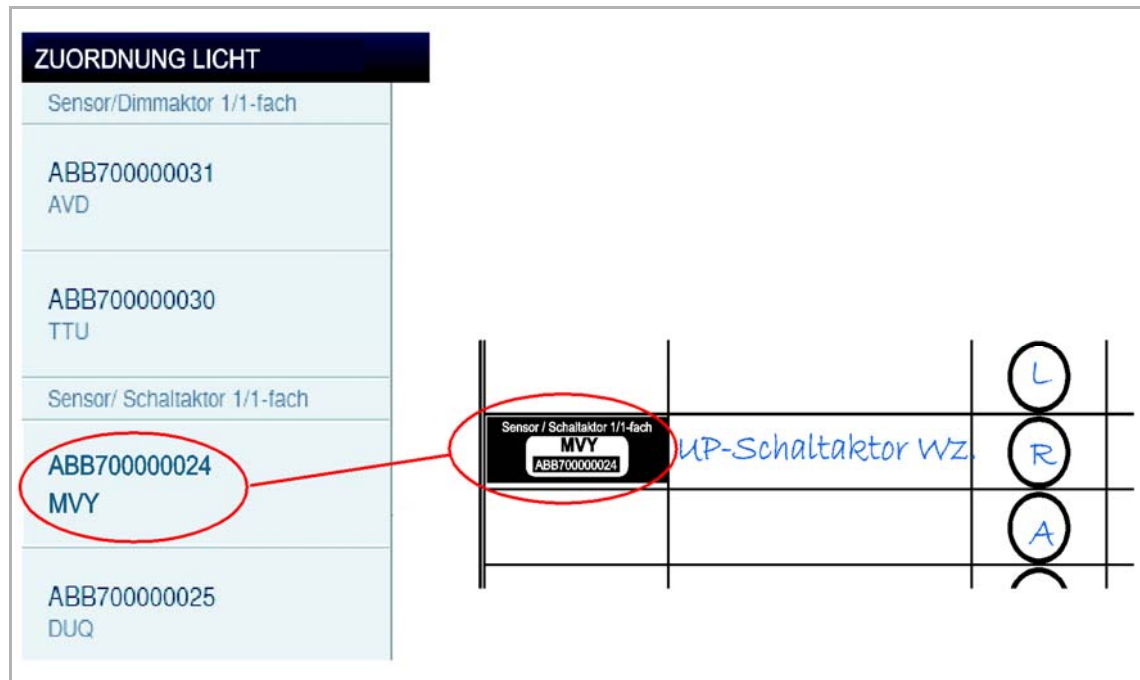 ZUORDNUNG LICHT
Sensor/Dimmaktor 1/1-fach
ABB700000031
AVD
ABB700000030
TTU
Sensor/ Schaltaktor 1/1-fach
ABB700000024
MVY
ABB700000025
DUQ
L
Sensor / Schaltaktor 1/1-fach
MVY
ABB70000024
UP-Schaltaktor Wz.
R
A